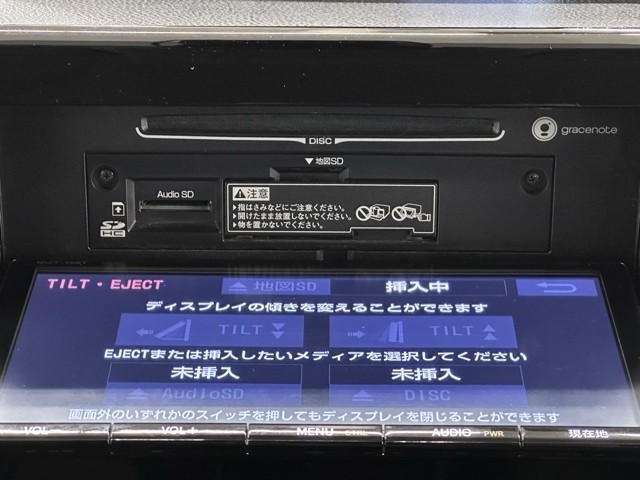 DISC
gracenote
▼地図SD
Audio SD
⚠注意
▶指はさみなどにご注意ください。
▶開けたまま放置しないでください。
▶物を置かないでください。
SD
HC
TILT・EJECT
▲地図SD
挿入中
ディスプレイの傾きを変えることができます
TILT
TILT
EJECTまたは挿入したいメディアを選択してください
未挿入
未挿入
AudioSD
DISC
画面外のいずれかのスイッチを押してもディスプレイを閉じることができます
VOL -
VOL +
MENU
AUDIO PWR
現在地